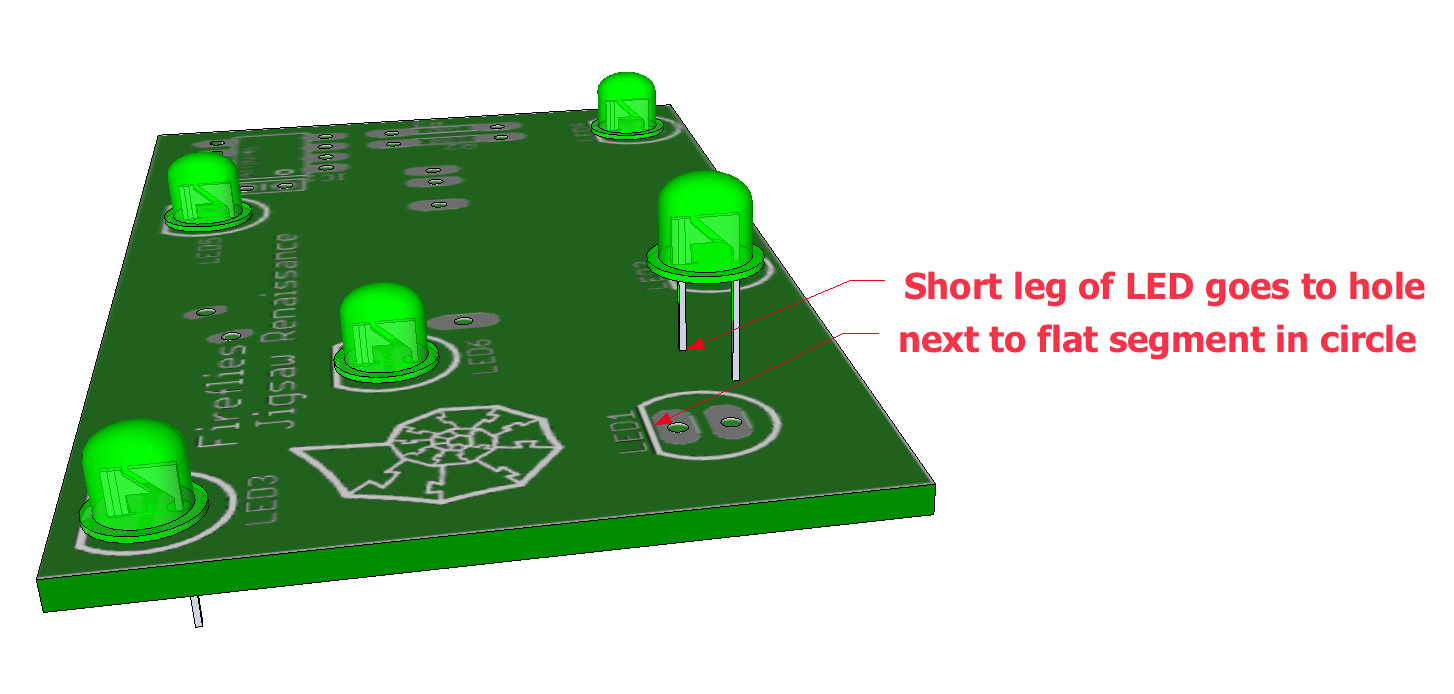 Short leg of LED goes to hole
next to flat segment in circle
LED5
Fireflies
Jigsaw Renaissance
LED6
LED1
LED3